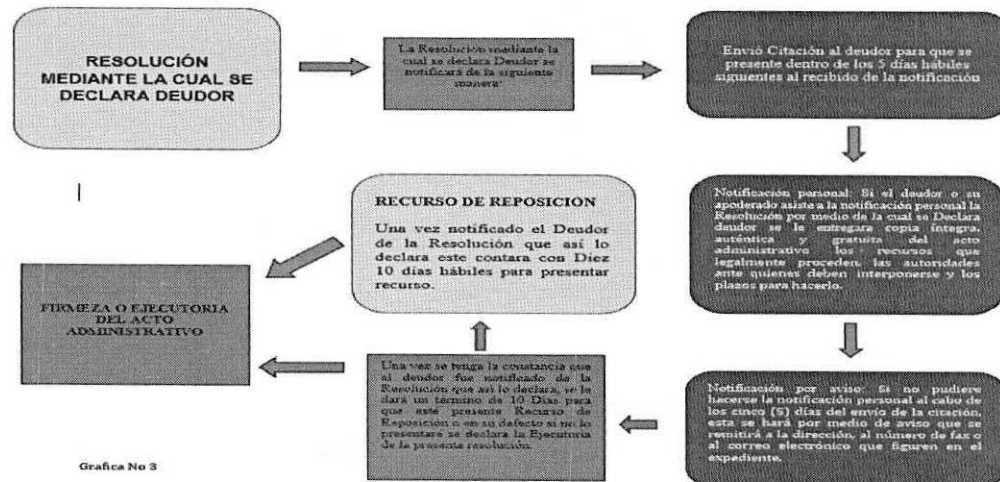 RESOLUCIÓN
MEDIANTE LA CUAL SE
DECLARA DEUDOR
La Resolución mediante la
cual se declara Deudor se
notificará de la siguiente
manera:
Envió Citación al deudor para que se
presente dentro de los 5 días hábiles
siguientes al recibido de la notificación
Notificación personal: Si el deudor o su
apoderado asiste a la notificación personal la
Resolución por medio de la cual se Declara
deudor se le entregara copia íntegra,
auténtica y gratuita del acto
administrativo los recursos que
legalmente proceden, las autoridades
ante quienes deben interponerse y los
plazos para hacerlo.
Notificación por aviso: Si no pudiere
hacerse la notificación personal al cabo de
los cinco (5) días del envío de la citación,
esta se hará por medio de aviso que se
remitirá a la dirección, al número de fax o
al correo electrónico que figuren en el
expediente.
Una vez se tenga la constancia que
el deudor fue notificado de la
Resolución que así lo declara, se le
dará un término de 10 Días para
que esté presente Recurso de
Reposición o en su defecto si no lo
presentaré se declara la Ejecutoria
de la presente resolución.
RECURSO DE REPOSICION
Una vez notificado el Deudor
de la Resolución que así lo
declara este contara con Diez
10 días hábiles para presentar
recurso.
FIRMEZA O EJECUTORIA
DEL ACTO
ADMINISTRATIVO
Grafica No 3